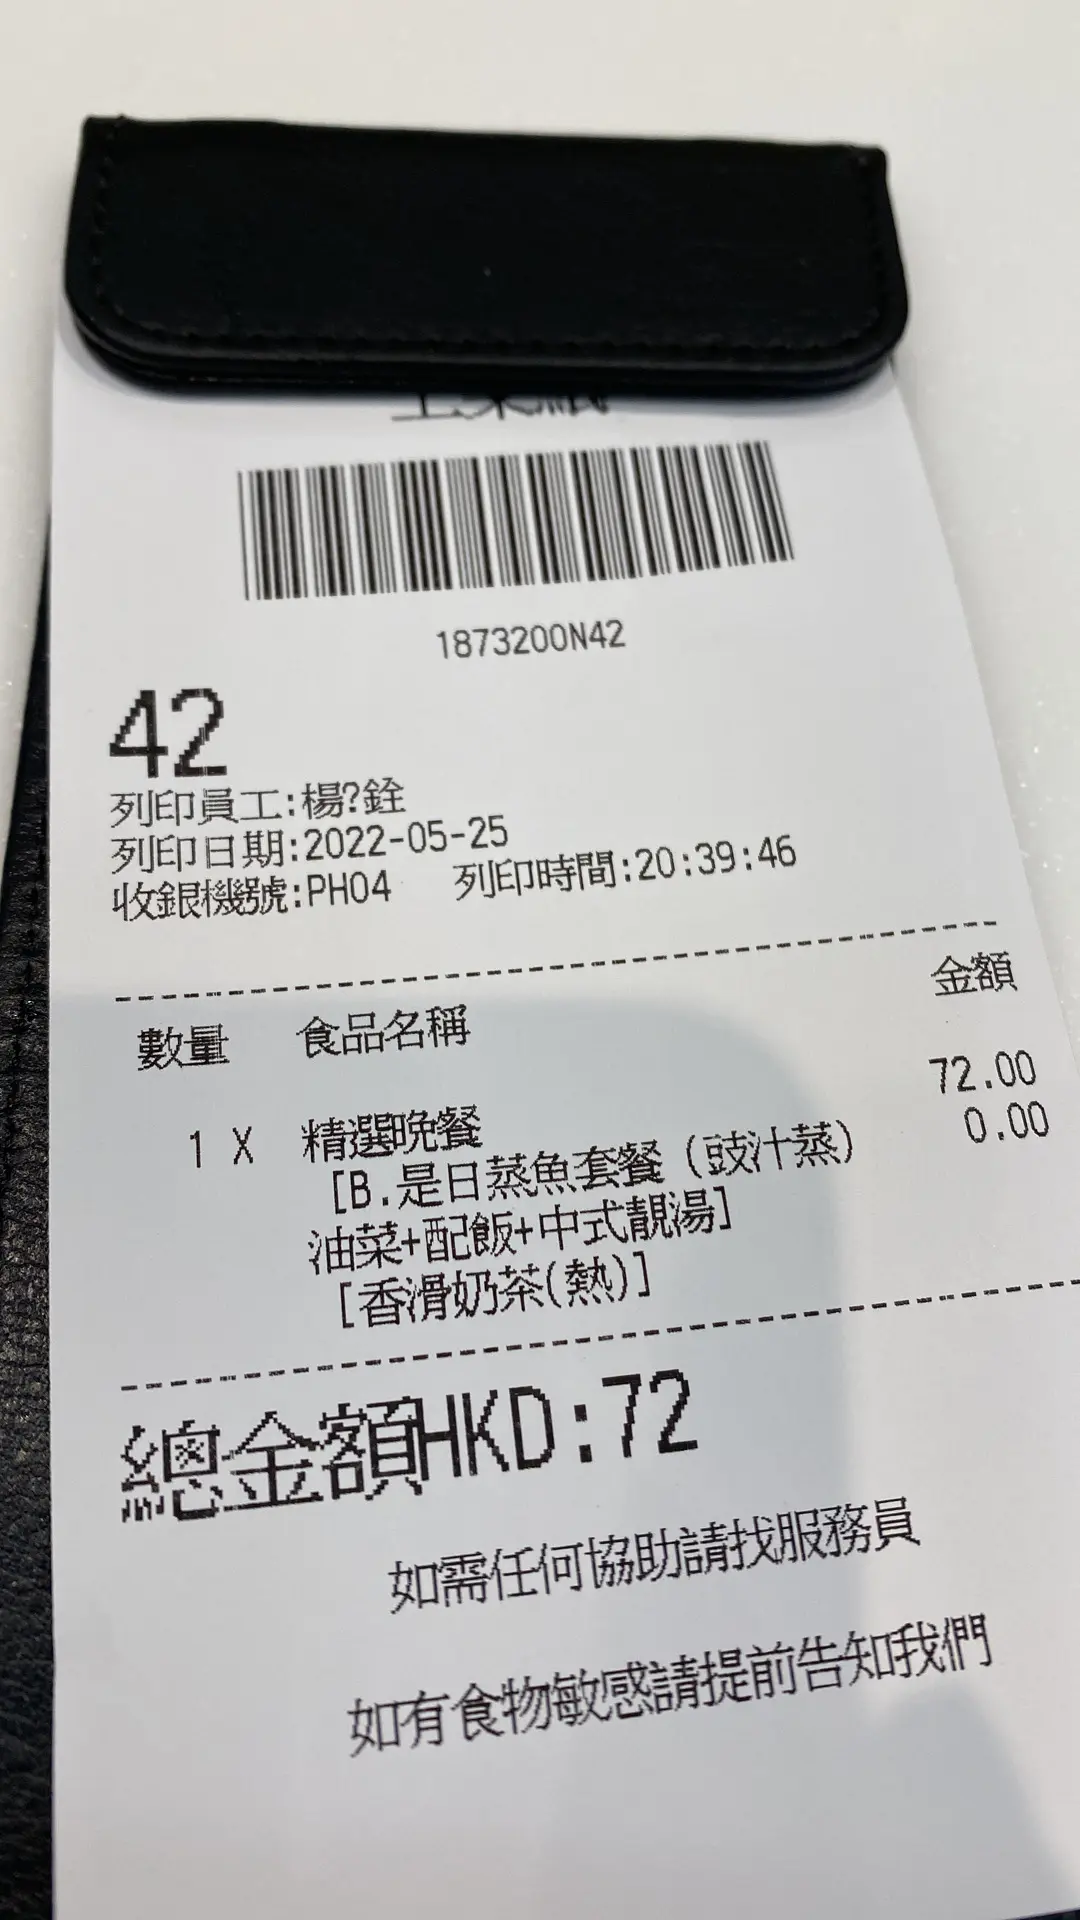 1873200N42
42
列印員工:楊?銓
列印日期:2022-05-25
收銀機號:PH04 列印時間:20:39:46
數量 食品名稱 金額
1 X 精選晚餐 72.00
[B.是日蒸魚套餐 (豉汁蒸) 0.00
油菜+配飯+中式靚湯]
[香滑奶茶(熱)]
總金額HKD:72
如需任何協助請找服務員
如有食物敏感請提前告知我們